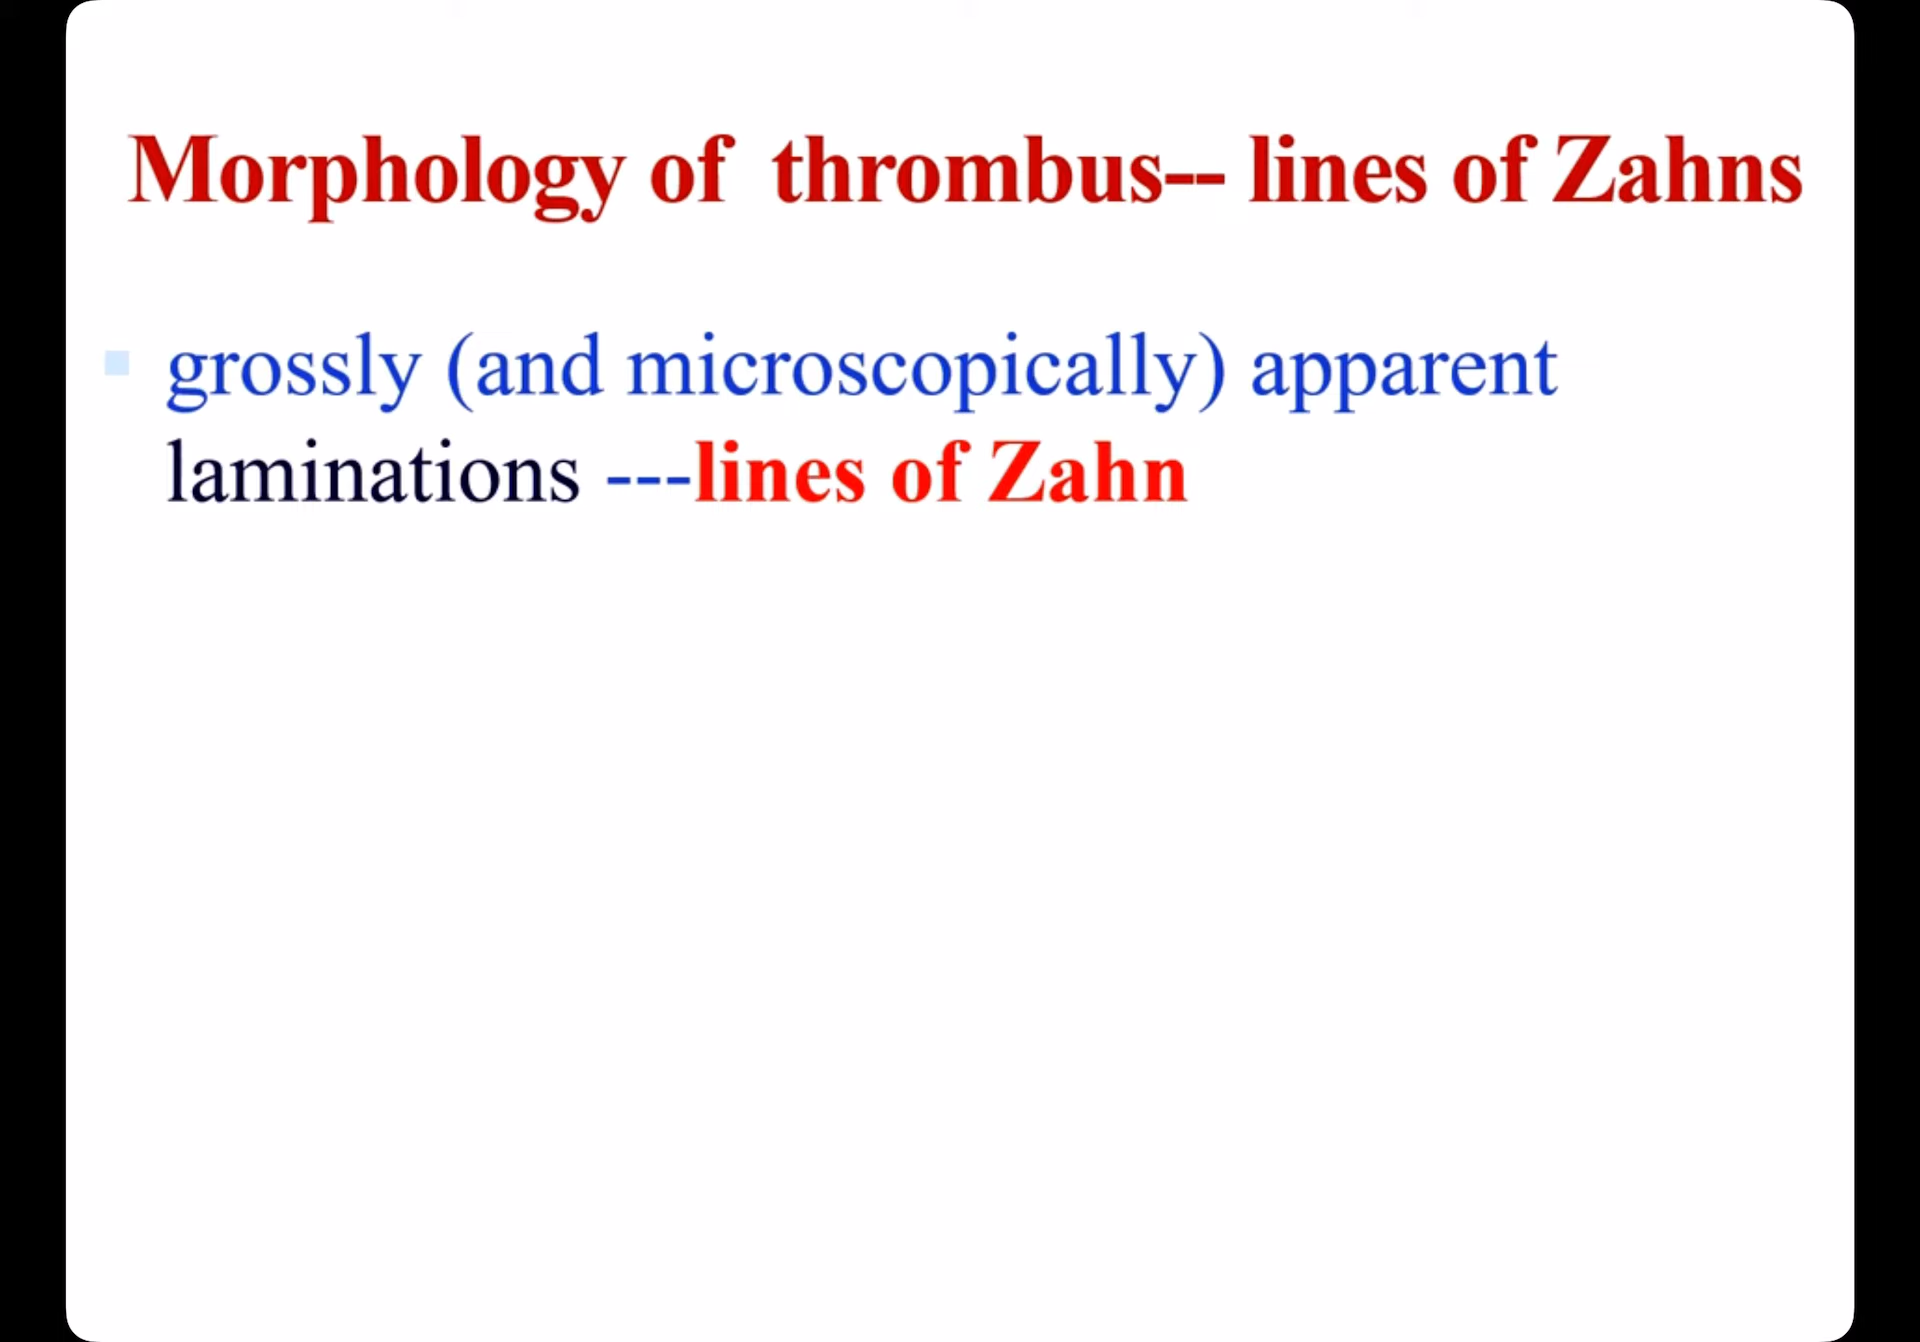 Morphology of thrombus-- lines of Zahns
grossly (and microscopically) apparent
laminations ---lines of Zahn